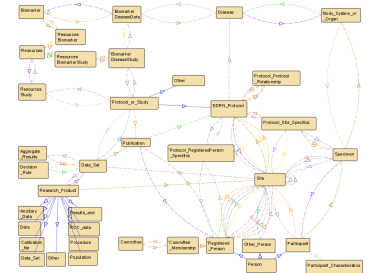 Biomarker
Biomarker
DiseaseData
Disease
Body_System_or
_Organ
Resources
Biomarker
Resources
Resources
BiomarkerStudy
Biomarker
DiseaseStudy
Other
Protocol_Protocol
_Relationship
Resources
Study
Protocol_or_Study
EDRN_Protocol
Protocol_Site_Specifics
Publication
Aggregate
_Results
Protocol_RegisteredPerson
_Specifics
Specimen
Decision
_Rule
Data_Set
Site
Research_Product
Ancillary
_Data
Results_and
Data
ROC_data
Calibration
_file
Procedure
Data_Set
Other
Population
Committee
Committee
_Membership
Registered
_Person
Other_Person
Participant
Person
Participant_Characteristics